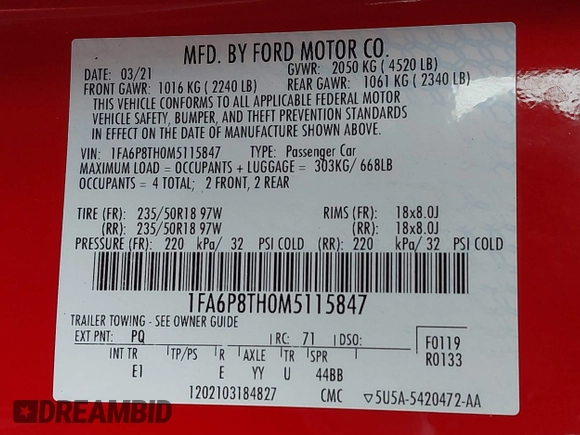 MFD. BY FORD MOTOR CO.
DATE: 03/21 GVWR: 2050 KG ( 4520 LB)
FRONT GAWR: 1016 KG ( 2240 LB) REAR GAWR: 1061 KG ( 2340 LB)
THIS VEHICLE CONFORMS TO ALL APPLICABLE FEDERAL MOTOR
VEHICLE SAFETY, BUMPER, AND THEFT PREVENTION STANDARDS
IN EFFECT ON THE DATE OF MANUFACTURE SHOWN ABOVE.
VIN: 1FA6P8TH0M5115847 TYPE: Passenger Car
MAXIMUM LOAD = OCCUPANTS + LUGGAGE = 303KG/ 668LB
OCCUPANTS = 4 TOTAL; 2 FRONT, 2 REAR
TIRE (FR): 235/50R18 97W RIMS (FR): 18x8.0J
(RR): 235/50R18 97W (RR): 18x8.0J
PRESSURE (FR): 220 kPa/ 32 PSI COLD (RR): 220 kPa/ 32 PSI COLD
1FA6P8TH0M5115847
TRAILER TOWING - SEE OWNER GUIDE
EXT PNT: PQ RC: 71 DSO: F0119
INT TR TP/PS R AXLE TR SPR R0133
E1 E YY U 44BB
1202103184827 CMC ▽5U5A-5420472-AA
DREAMBID